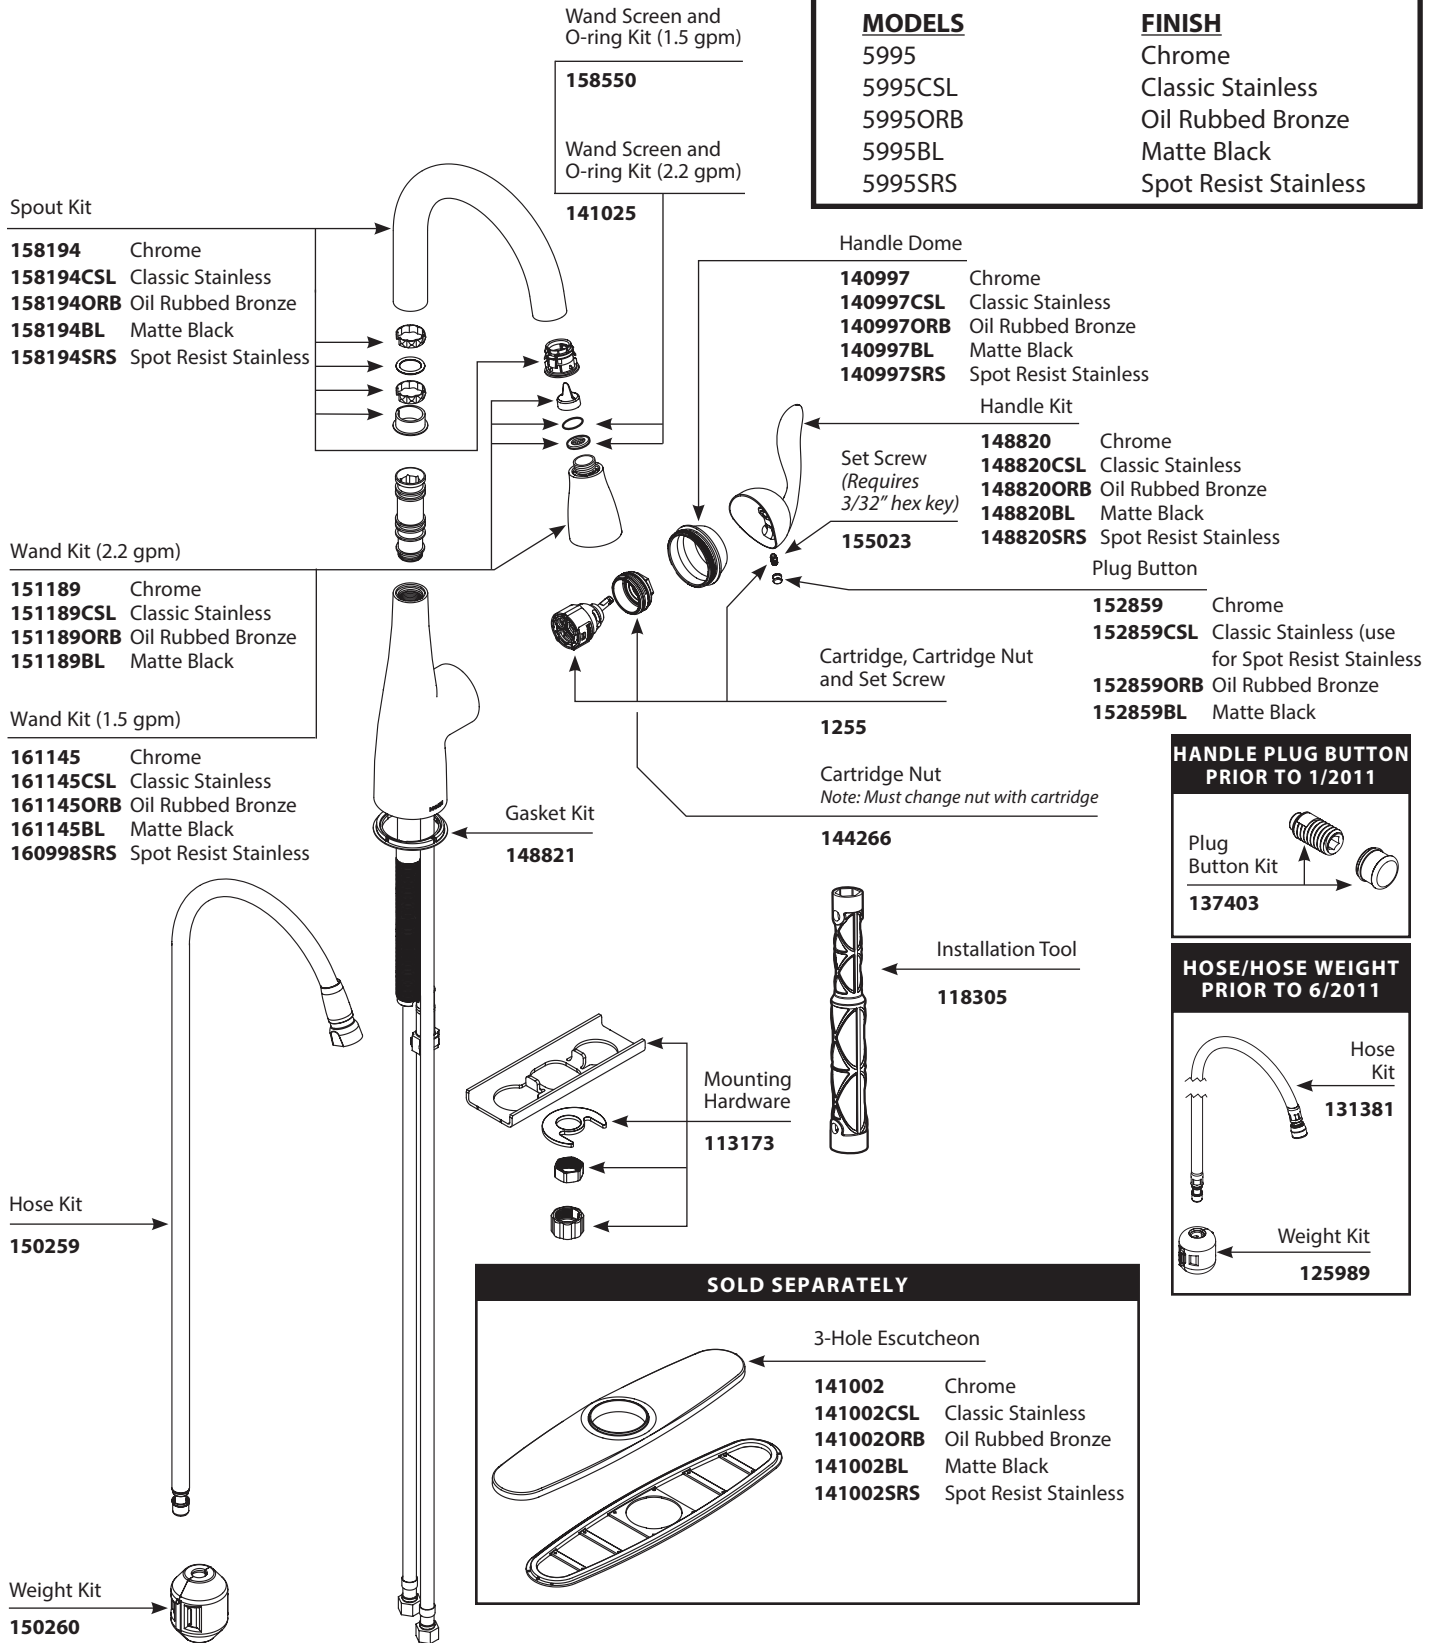 Wand Screen and
O-ring Kit (1.5 gpm)
158550
Wand Screen and
O-ring Kit (2.2 gpm)
141025
MODELS FINISH
5995 Chrome
5995CSL Classic Stainless
5995ORB Oil Rubbed Bronze
5995BL Matte Black
5995SRS Spot Resist Stainless
Spout Kit
158194 Chrome
158194CSL Classic Stainless
158194ORB Oil Rubbed Bronze
158194BL Matte Black
158194SRS Spot Resist Stainless
Handle Dome
140997 Chrome
140997CSL Classic Stainless
140997ORB Oil Rubbed Bronze
140997BL Matte Black
140997SRS Spot Resist Stainless
Handle Kit
148820 Chrome
148820CSL Classic Stainless
148820ORB Oil Rubbed Bronze
148820BL Matte Black
148820SRS Spot Resist Stainless
Set Screw
(Requires
3/32" hex key)
155023
Plug Button
152859 Chrome
152859CSL Classic Stainless (use
for Spot Resist Stainless
152859ORB Oil Rubbed Bronze
152859BL Matte Black
Wand Kit (2.2 gpm)
151189 Chrome
151189CSL Classic Stainless
151189ORB Oil Rubbed Bronze
151189BL Matte Black
Wand Kit (1.5 gpm)
161145 Chrome
161145CSL Classic Stainless
161145ORB Oil Rubbed Bronze
161145BL Matte Black
160998SRS Spot Resist Stainless
Cartridge, Cartridge Nut
and Set Screw
1255
Cartridge Nut
Note: Must change nut with cartridge
144266
Gasket Kit
148821
HANDLE PLUG BUTTON
PRIOR TO 1/2011
Plug
Button Kit
137403
Installation Tool
118305
HOSE/HOSE WEIGHT
PRIOR TO 6/2011
Hose
Kit
131381
Weight Kit
125989
Mounting
Hardware
113173
Hose Kit
150259
SOLD SEPARATELY
3-Hole Escutcheon
141002 Chrome
141002CSL Classic Stainless
141002ORB Oil Rubbed Bronze
141002BL Matte Black
141002SRS Spot Resist Stainless
Weight Kit
150260